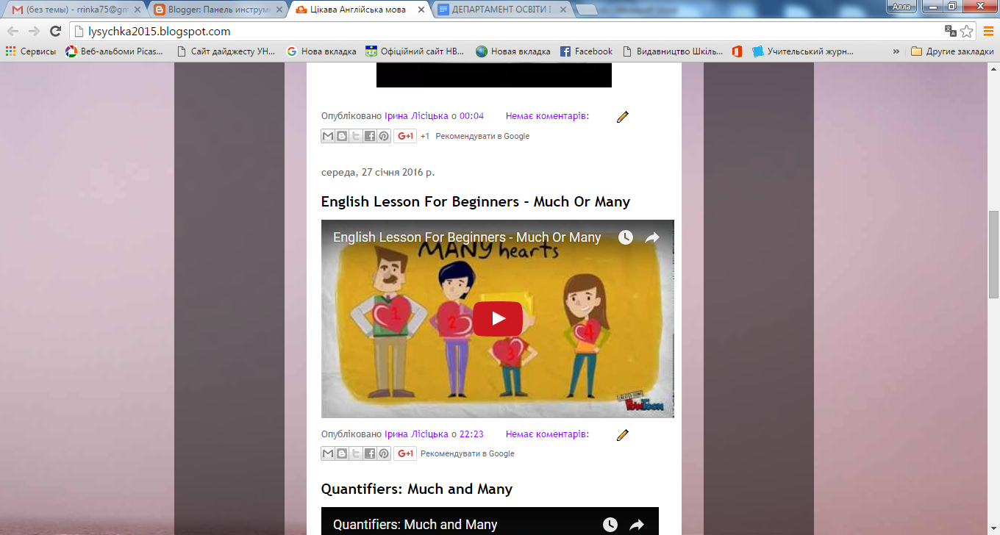 (без темы) - rrinka75@gm
Blogger: Панель инструм
Цікава Англійська мова
ДЕПАРТАМЕНТ ОСВІТИ І
Алла
lysychka2015.blogspot.com
Сервисы
Веб-альбоми Picas...
Сайт дайджесту УН...
Нова вкладка
Офіційний сайт НВ...
Новая вкладка
Facebook
Видавництво Шкіль...
Учительський журн...
»
Другие закладки
Опубліковано Ірина Лісіцька о 00:04 Немає коментарів:
G+1 +1 Рекомендувати в Google
середа, 27 січня 2016 р.
English Lesson For Beginners - Much Or Many
English Lesson For Beginners - Much Or Many
MANY hearts
1
2
3
4
Опубліковано Ірина Лісіцька о 22:23 Немає коментарів:
G+1 Рекомендувати в Google
Quantifiers: Much and Many
Quantifiers: Much and Many